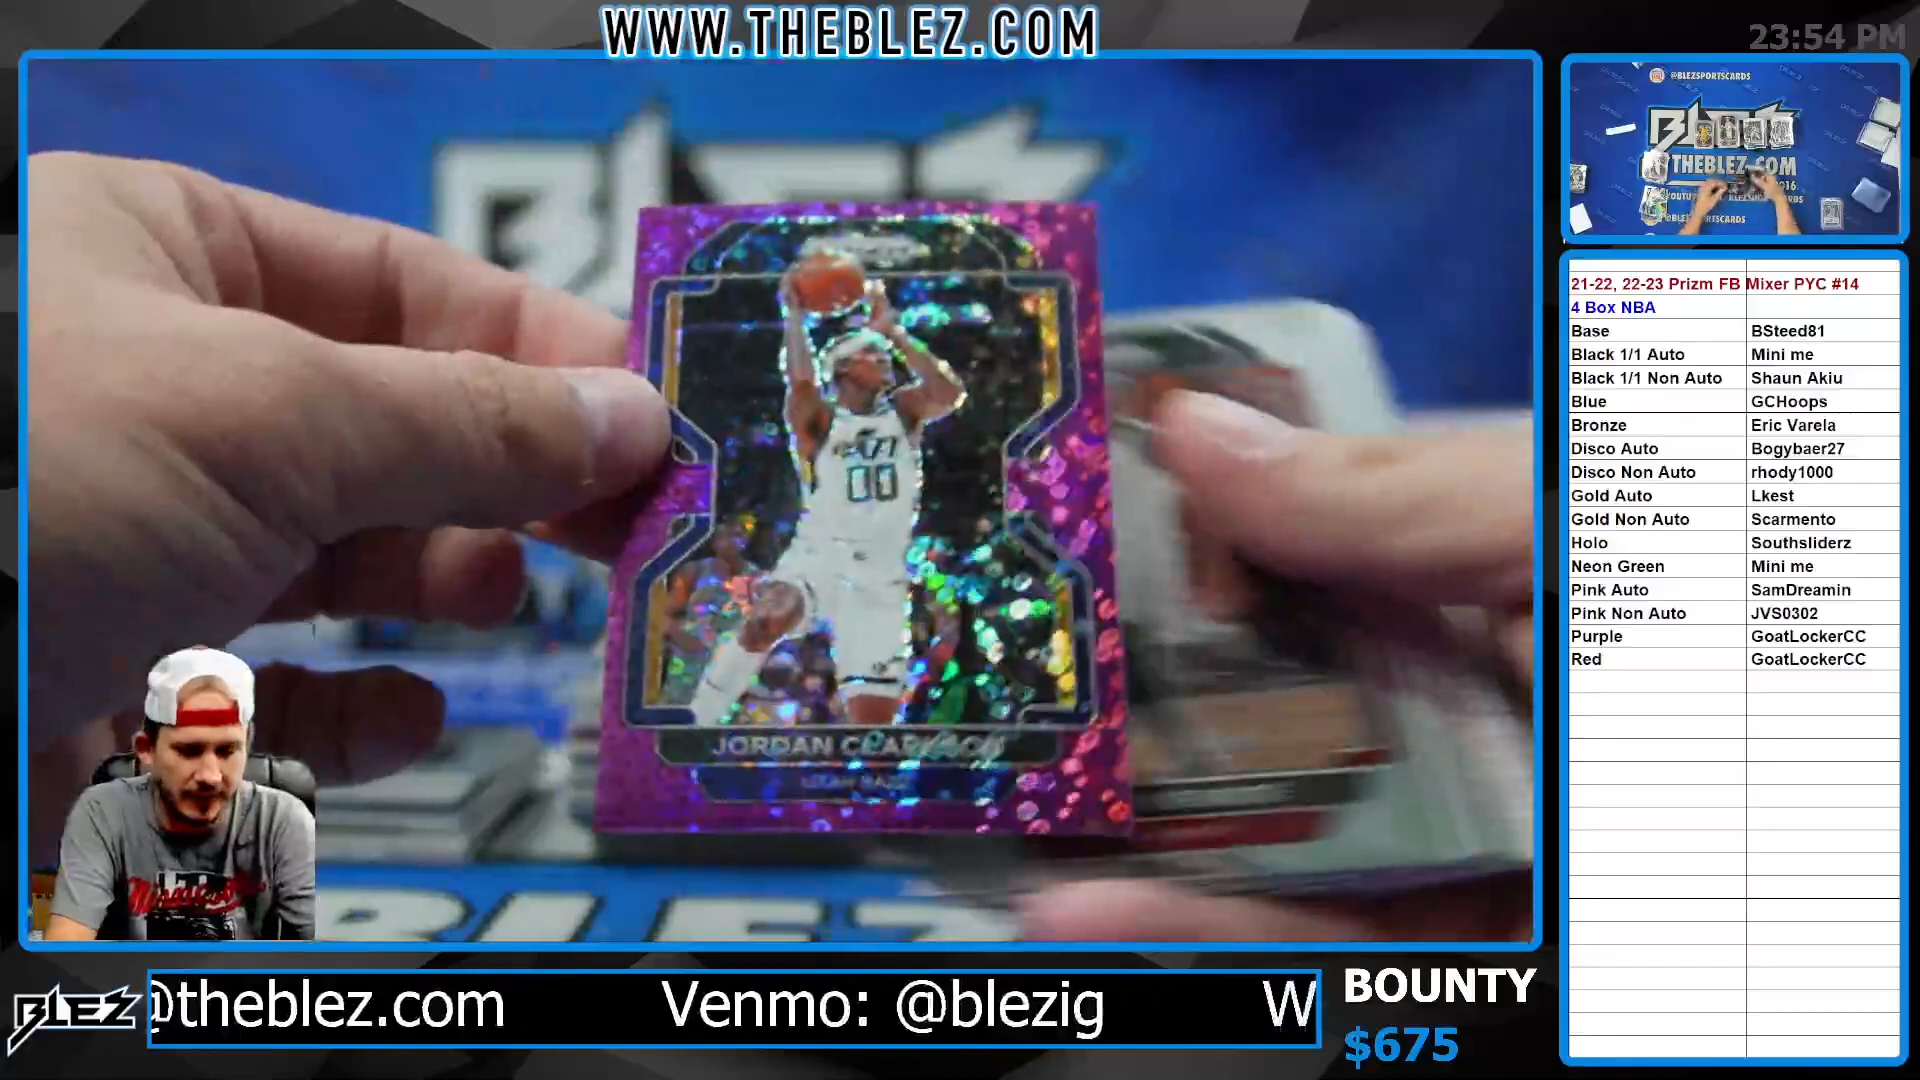 WWW.THEBLEZ.COM
23:54 PM
@BLEZSPORTSCARDS
BLEZ
THEBLEZ.COM
BLEZ
00
JORDAN CLARKSON
BLEZ
21-22, 22-23 Prizm FB Mixer PYC #14
4 Box NBA
Base BSteed81
Black 1/1 Auto Mini me
Black 1/1 Non Auto Shaun Akiu
Blue GCHoops
Bronze Eric Varela
Disco Auto Bogybaer27
Disco Non Auto rhody1000
Gold Auto Lkest
Gold Non Auto Scarmento
Holo Southsliderz
Neon Green Mini me
Pink Auto SamDreamin
Pink Non Auto JVS0302
Purple GoatLockerCC
Red GoatLockerCC
BLEZ
@theblez.com Venmo: @blezig W
BOUNTY
$675